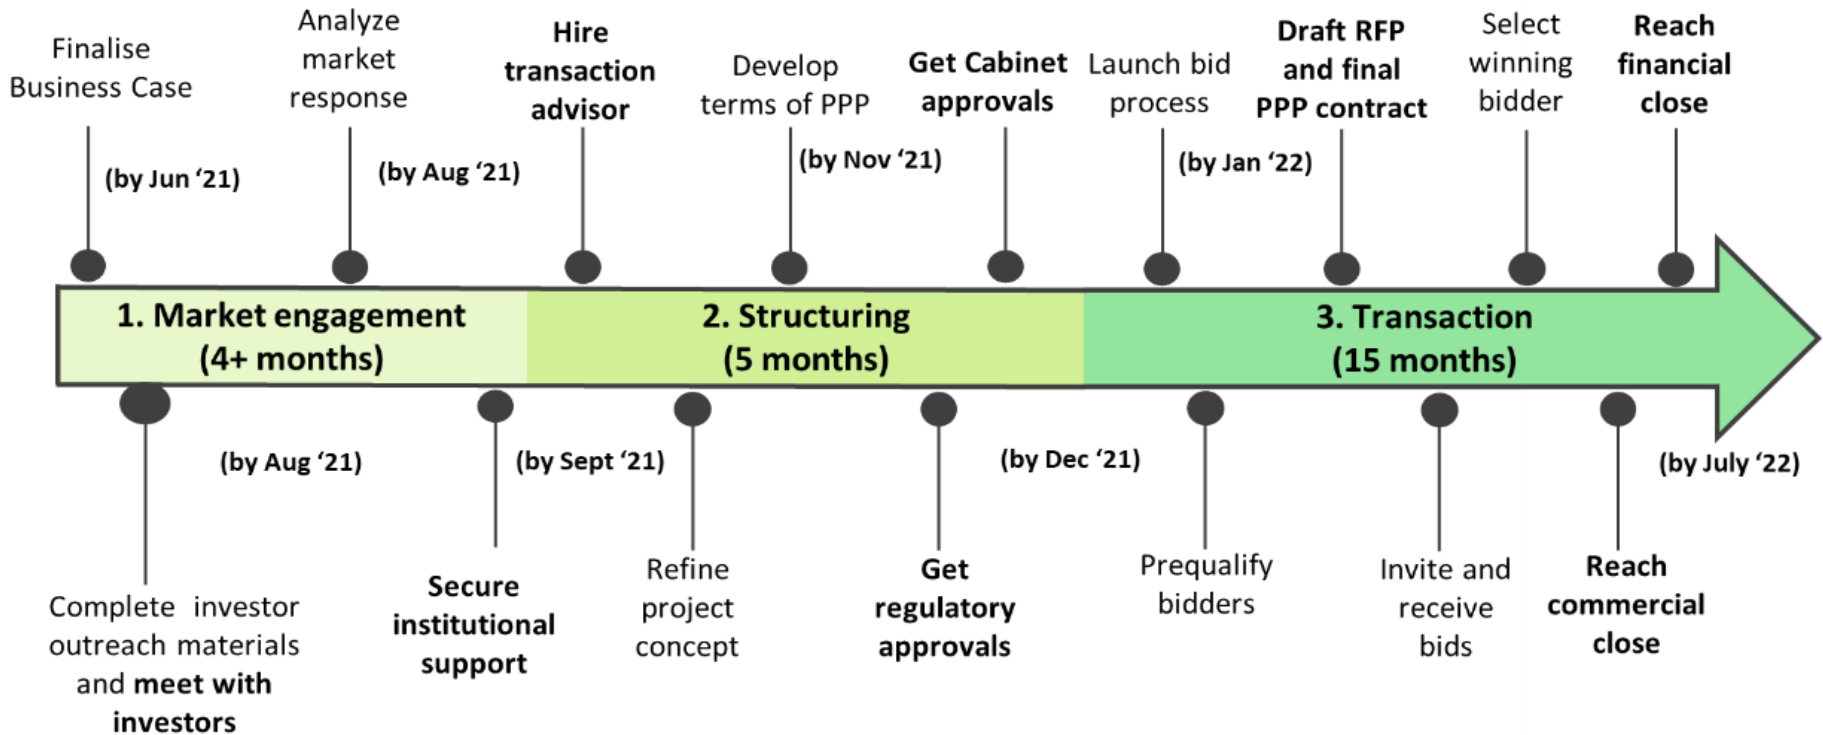 Finalise
Business Case
(by Jun ‘21)
Analyze
market
response
(by Aug ‘21)
Hire
transaction
advisor
Develop
terms of PPP
(by Nov ‘21)
Get Cabinet
approvals
Launch bid
process
(by Jan ‘22)
Draft RFP
and final
PPP contract
Select
winning
bidder
Reach
financial
close
1. Market engagement
(4+ months)
2. Structuring
(5 months)
3. Transaction
(15 months)
Complete investor
outreach materials
and meet with
investors
(by Aug ‘21)
Secure
institutional
support
(by Sept ‘21)
Refine
project
concept
Get
regulatory
approvals
(by Dec ‘21)
Prequalify
bidders
Invite and
receive
bids
Reach
commercial
close
(by July ‘22)